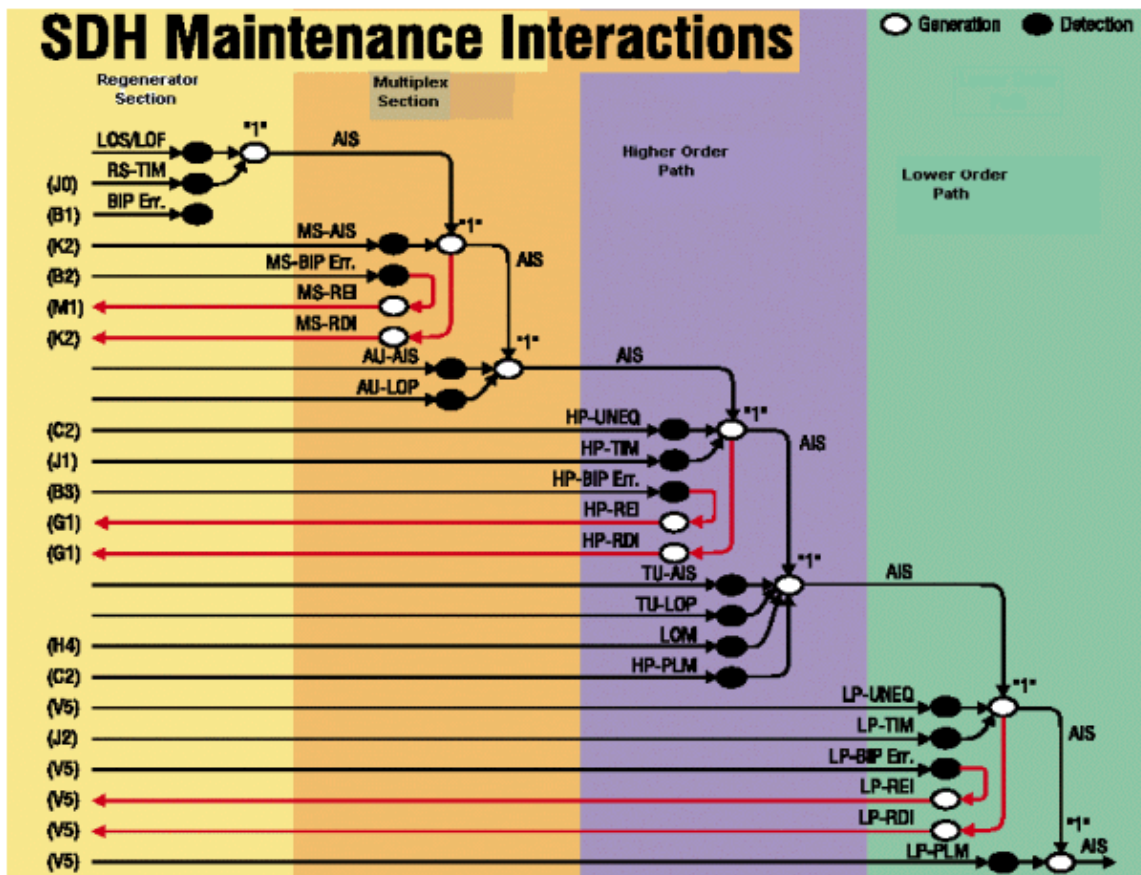 SDH Maintenance Interactions
Generation
Detection
Regenerator
Section
Multiplex
Section
Higher Order
Path
Lower Order
Path
LOS/LOF
"1"
AIS
(J0)
RS-TIM
(B1)
BIP Err.
(K2)
MS-AIS
"1"
AIS
(B2)
MS-BIP Err.
(M1)
MS-REI
(K2)
MS-RDI
AU-AIS
"1"
AIS
AU-LOP
(C2)
HP-UNEQ
"1"
AIS
(J1)
HP-TIM
(B3)
HP-BIP Err.
(G1)
HP-REI
(G1)
HP-RDI
TU-AIS
"1"
AIS
TU-LOP
(H4)
LOM
(C2)
HP-PLM
(V5)
LP-UNEQ
"1"
AIS
(J2)
LP-TIM
(V5)
LP-BIP Err.
(V5)
LP-REI
(V5)
LP-RDI
"1"
(V5)
LP-PLM
AIS